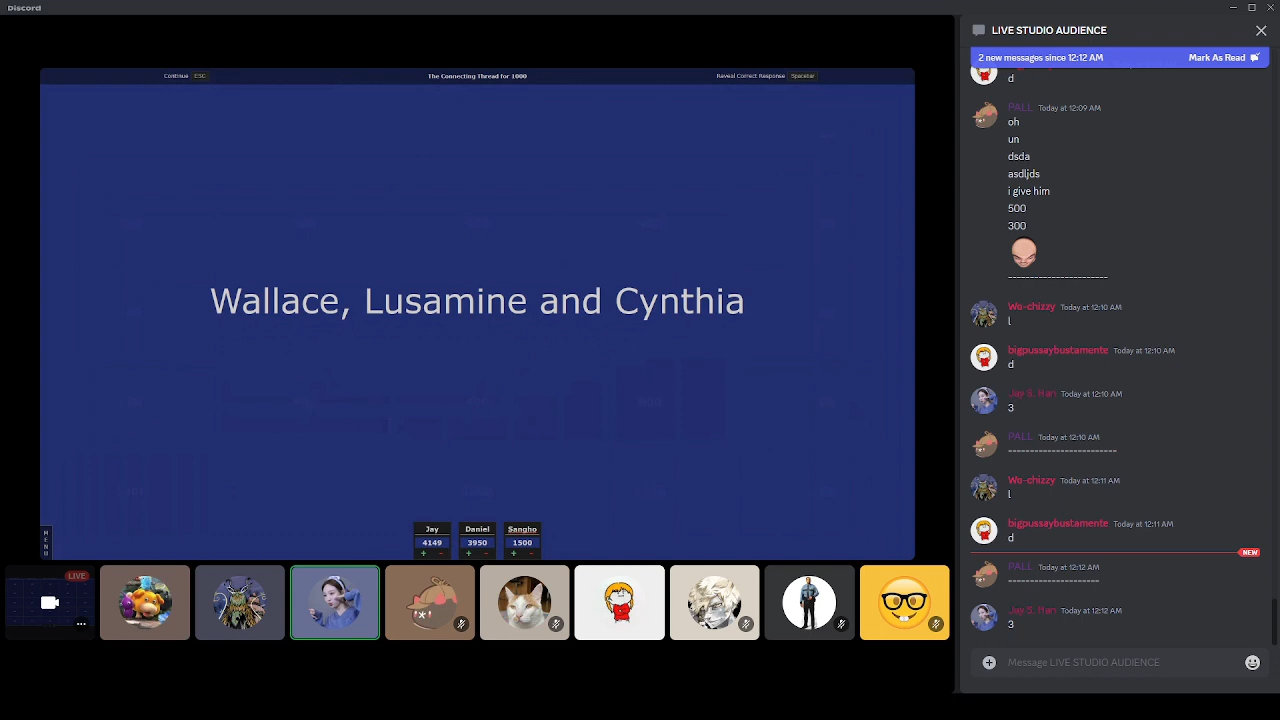 Discord
LIVE STUDIO AUDIENCE
2 new messages since 12:12 AM
Mark As Read
Continue ESC
The Connecting Thread for 1000
Reveal Correct Response Spacebar
Wallace, Lusamine and Cynthia
MENU
Jay
4149
+ -
Daniel
3950
+ -
Sangho
1500
+ -
LIVE
d
PALL Today at 12:09 AM
oh
un
dsda
asdljds
i give him
500
300
-----------------------
Wo-chizzy Today at 12:10 AM
l
bigpussaybustamente Today at 12:10 AM
d
Jay S. Han Today at 12:10 AM
3
PALL Today at 12:10 AM
-------------------------
Wo-chizzy Today at 12:11 AM
l
bigpussaybustamente Today at 12:11 AM
d
NEW
PALL Today at 12:12 AM
---------------------
Jay S. Han Today at 12:12 AM
3
Message LIVE STUDIO AUDIENCE